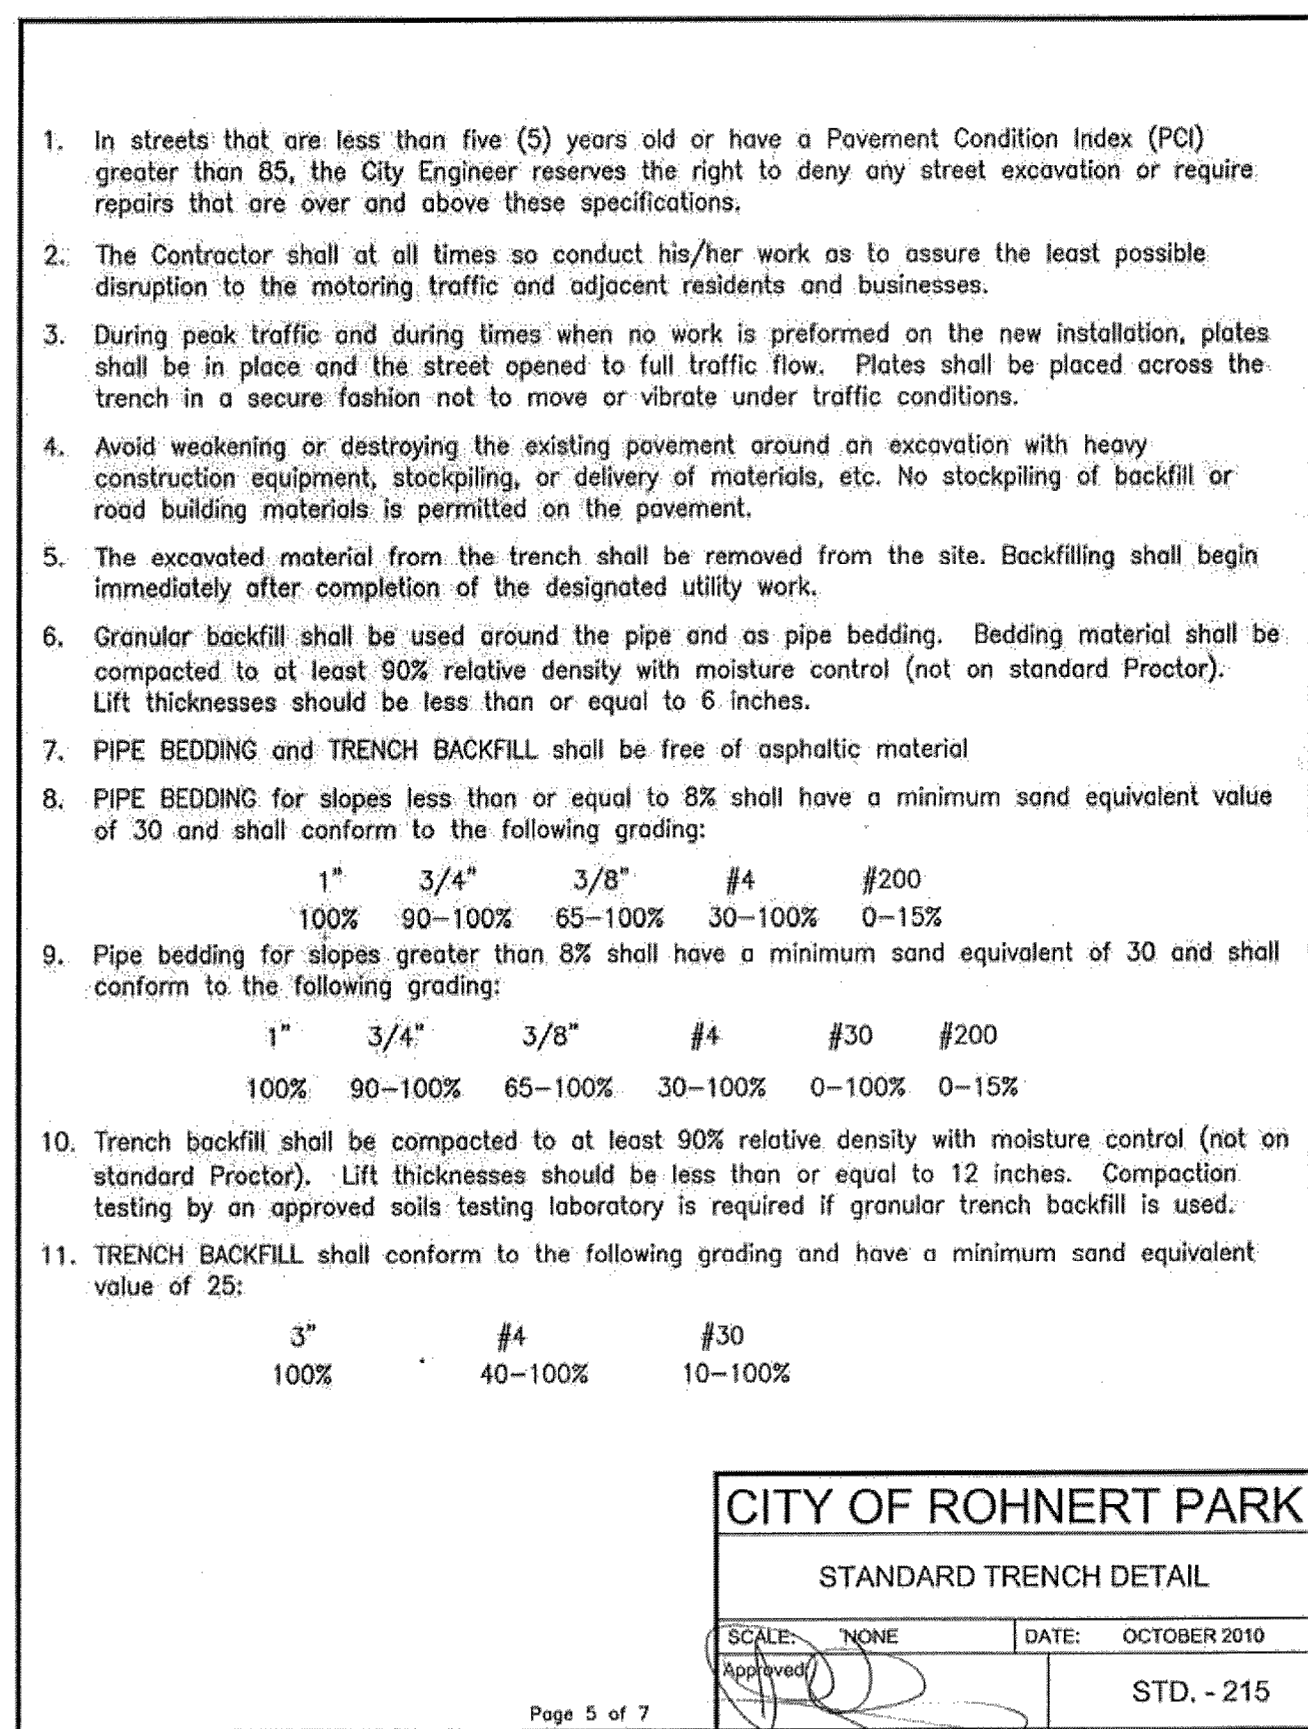 1. In streets that are less than five (5) years old or have a Pavement Condition Index (PCI)
greater than 85, the City Engineer reserves the right to deny any street excavation or require
repairs that are over and above these specifications.
2. The Contractor shall at all times so conduct his/her work as to assure the least possible
disruption to the motoring traffic and adjacent residents and businesses.
3. During peak traffic and during times when no work is preformed on the new installation, plates
shall be in place and the street opened to full traffic flow. Plates shall be placed across the
trench in a secure fashion not to move or vibrate under traffic conditions.
4. Avoid weakening or destroying the existing pavement around an excavation with heavy
construction equipment, stockpiling, or delivery of materials, etc. No stockpiling of backfill or
road building materials is permitted on the pavement.
5. The excavated material from the trench shall be removed from the site. Backfilling shall begin
immediately after completion of the designated utility work.
6. Granular backfill shall be used around the pipe and as pipe bedding. Bedding material shall be
compacted to at least 90% relative density with moisture control (not on standard Proctor).
Lift thicknesses should be less than or equal to 6 inches.
7. PIPE BEDDING and TRENCH BACKFILL shall be free of asphaltic material
8. PIPE BEDDING for slopes less than or equal to 8% shall have a minimum sand equivalent value
of 30 and shall conform to the following grading:
1" 3/4" 3/8" #4 #200
100% 90-100% 65-100% 30-100% 0-15%
9. Pipe bedding for slopes greater than 8% shall have a minimum sand equivalent of 30 and shall
conform to the following grading:
1" 3/4" 3/8" #4 #30 #200
100% 90-100% 65-100% 30-100% 0-100% 0-15%
10. Trench backfill shall be compacted to at least 90% relative density with moisture control (not on
standard Proctor). Lift thicknesses should be less than or equal to 12 inches. Compaction
testing by an approved soils testing laboratory is required if granular trench backfill is used.
11. TRENCH BACKFILL shall conform to the following grading and have a minimum sand equivalent
value of 25:
3" #4 #30
100% 40-100% 10-100%
CITY OF ROHNERT PARK
STANDARD TRENCH DETAIL
SCALE: NONE DATE: OCTOBER 2010
Approved
STD. - 215
Page 5 of 7